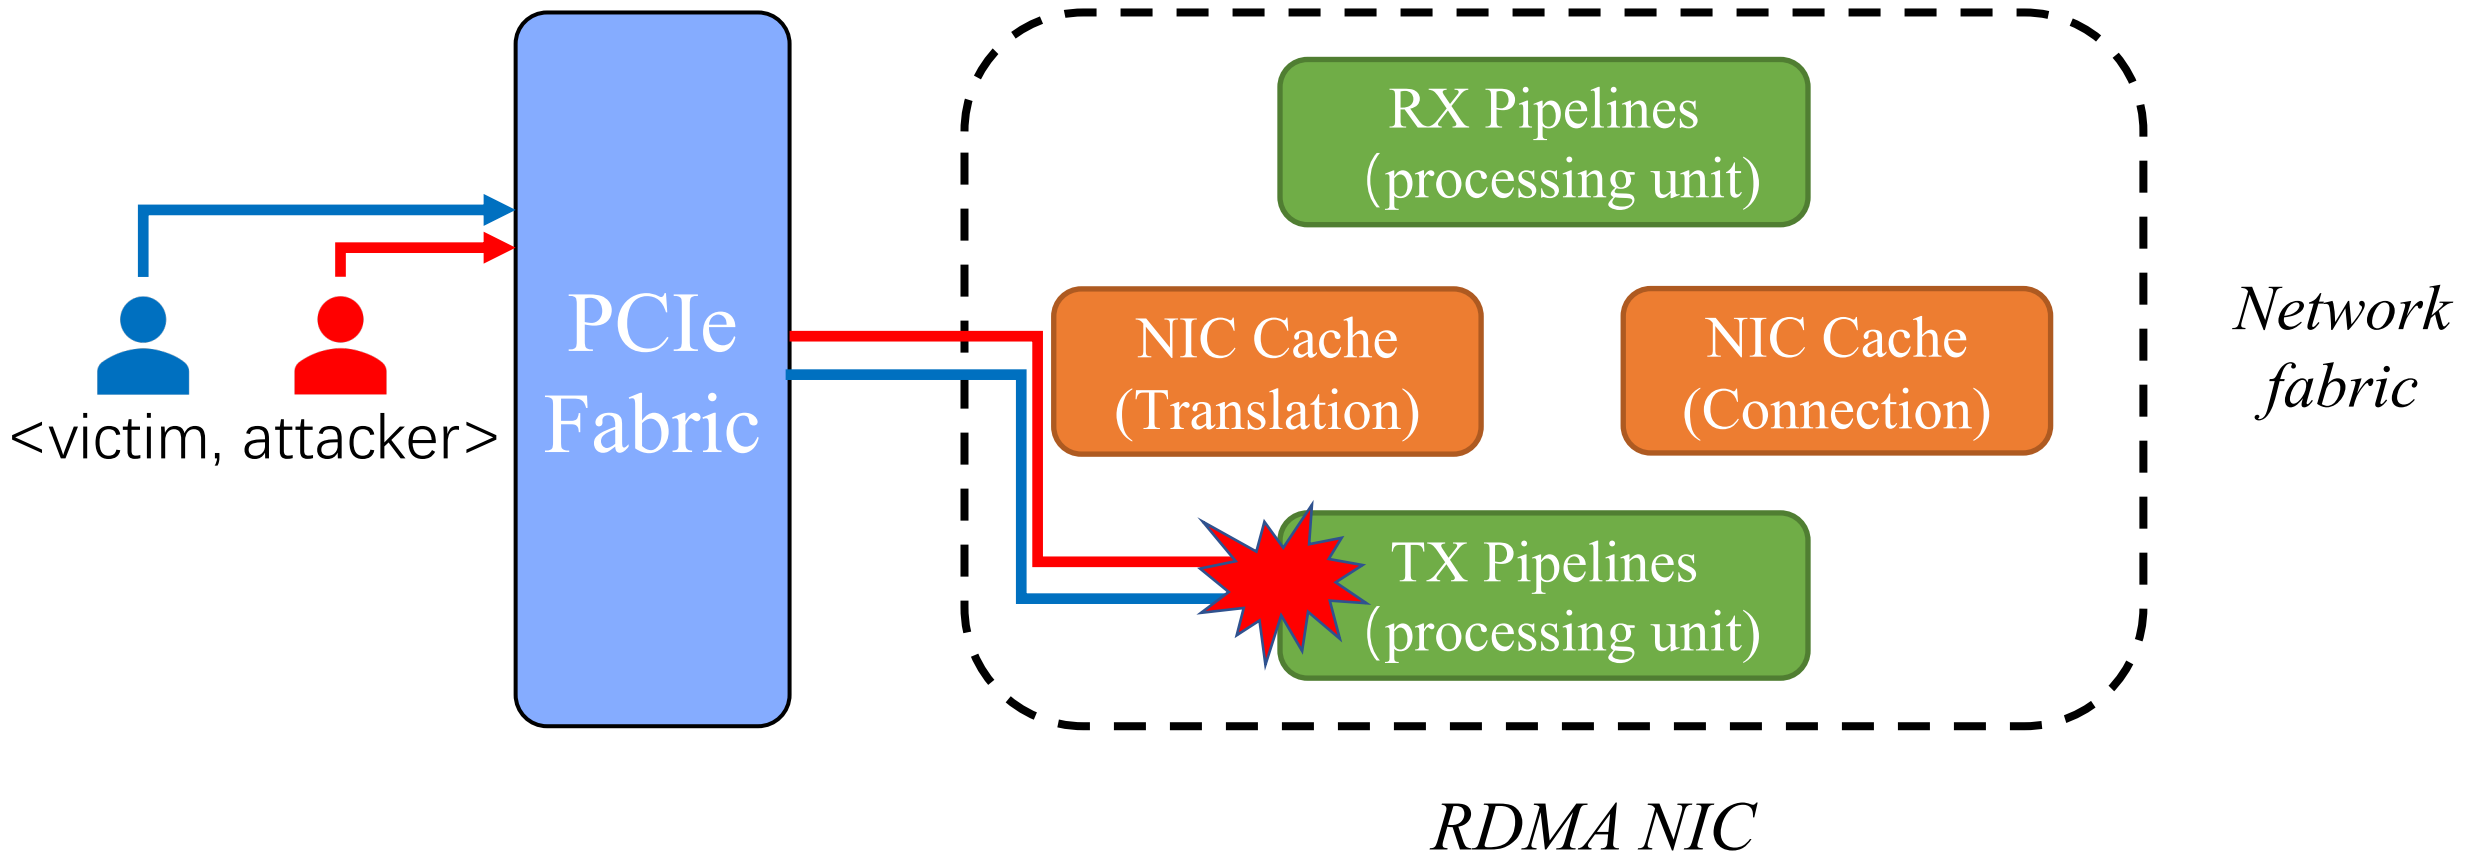 <victim, attacker>
PCIe
Fabric
RX Pipelines
(processing unit)
NIC Cache
(Translation)
NIC Cache
(Connection)
TX Pipelines
(processing unit)
Network
fabric
RDMA NIC